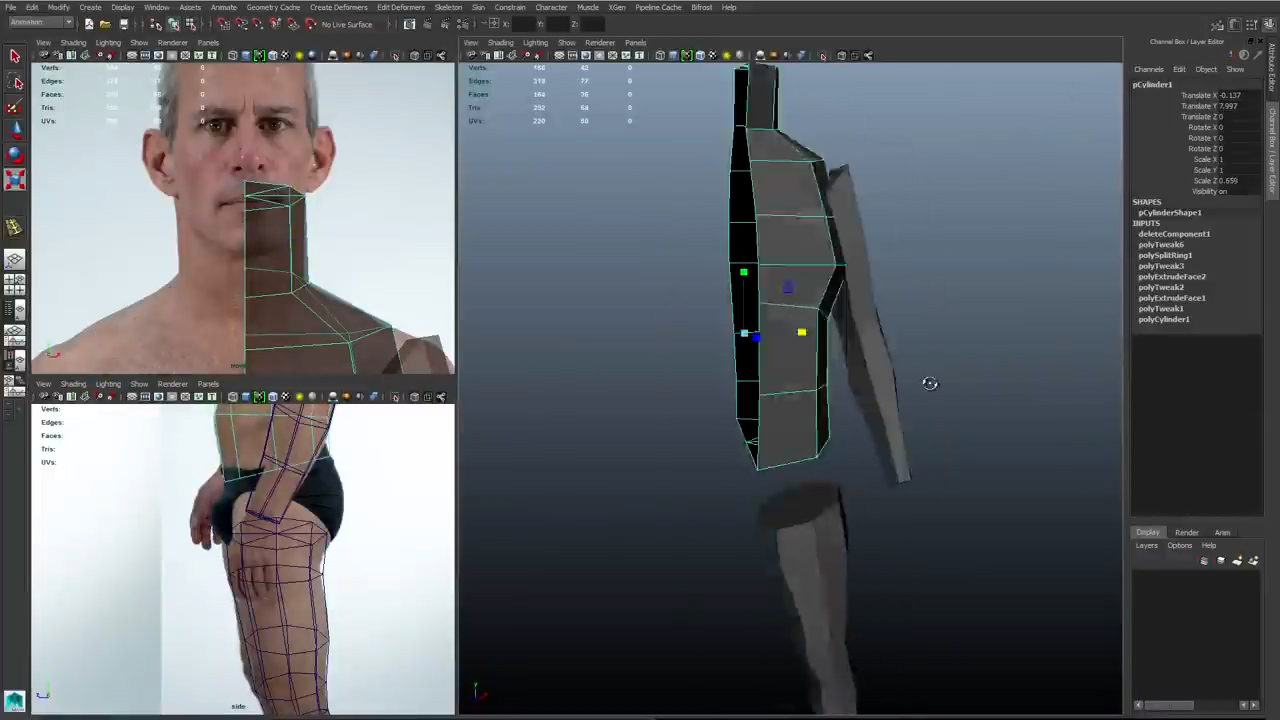 File Edit Modify Create Display Window Assets Animate Geometry Cache Create Deformers Edit Deformers Skeleton Skin Constrain Character Muscle XGen Pipeline Cache Bifrost Help
Animation
No Live Surface
X:
Y:
Z:
Channel Box / Layer Editor
View Shading Lighting Show Renderer Panels
View Shading Lighting Show Renderer Panels
Channels Edit Object Show
Verts:
Edges:
Faces:
Tris:
UVs:
Verts:
Edges: 319 77
Faces: 164 36
Tris: 292 64
UVs: 220 80 0
pCylinder1
Translate X -0.137
Translate Y 7.997
Translate Z 0
Rotate X 0
Rotate Y 0
Rotate Z 0
Scale X 1
Scale Y 1
Scale Z 0.659
Visibility on
SHAPES
pCylinderShape1
INPUTS
deleteComponent1
polyTweak6
polySplitRing1
polyTweak3
polyExtrudeFace2
polyTweak2
polyExtrudeFace1
polyTweak1
polyCylinder1
Attribute Editor
Channel Box / Layer Editor
View Shading Lighting Show Renderer Panels
Verts:
Edges:
Faces:
Tris:
UVs:
side
Display Render Anim
Layers Options Help